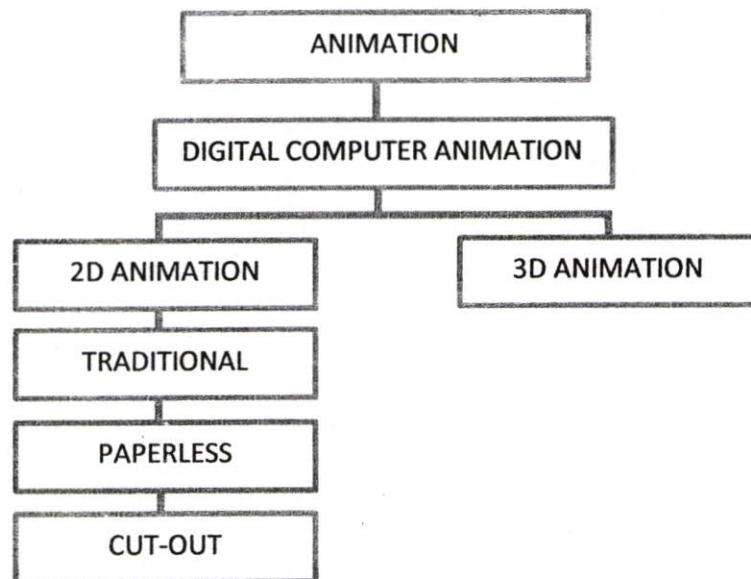 ANIMATION
DIGITAL COMPUTER ANIMATION
2D ANIMATION
3D ANIMATION
TRADITIONAL
PAPERLESS
CUT-OUT